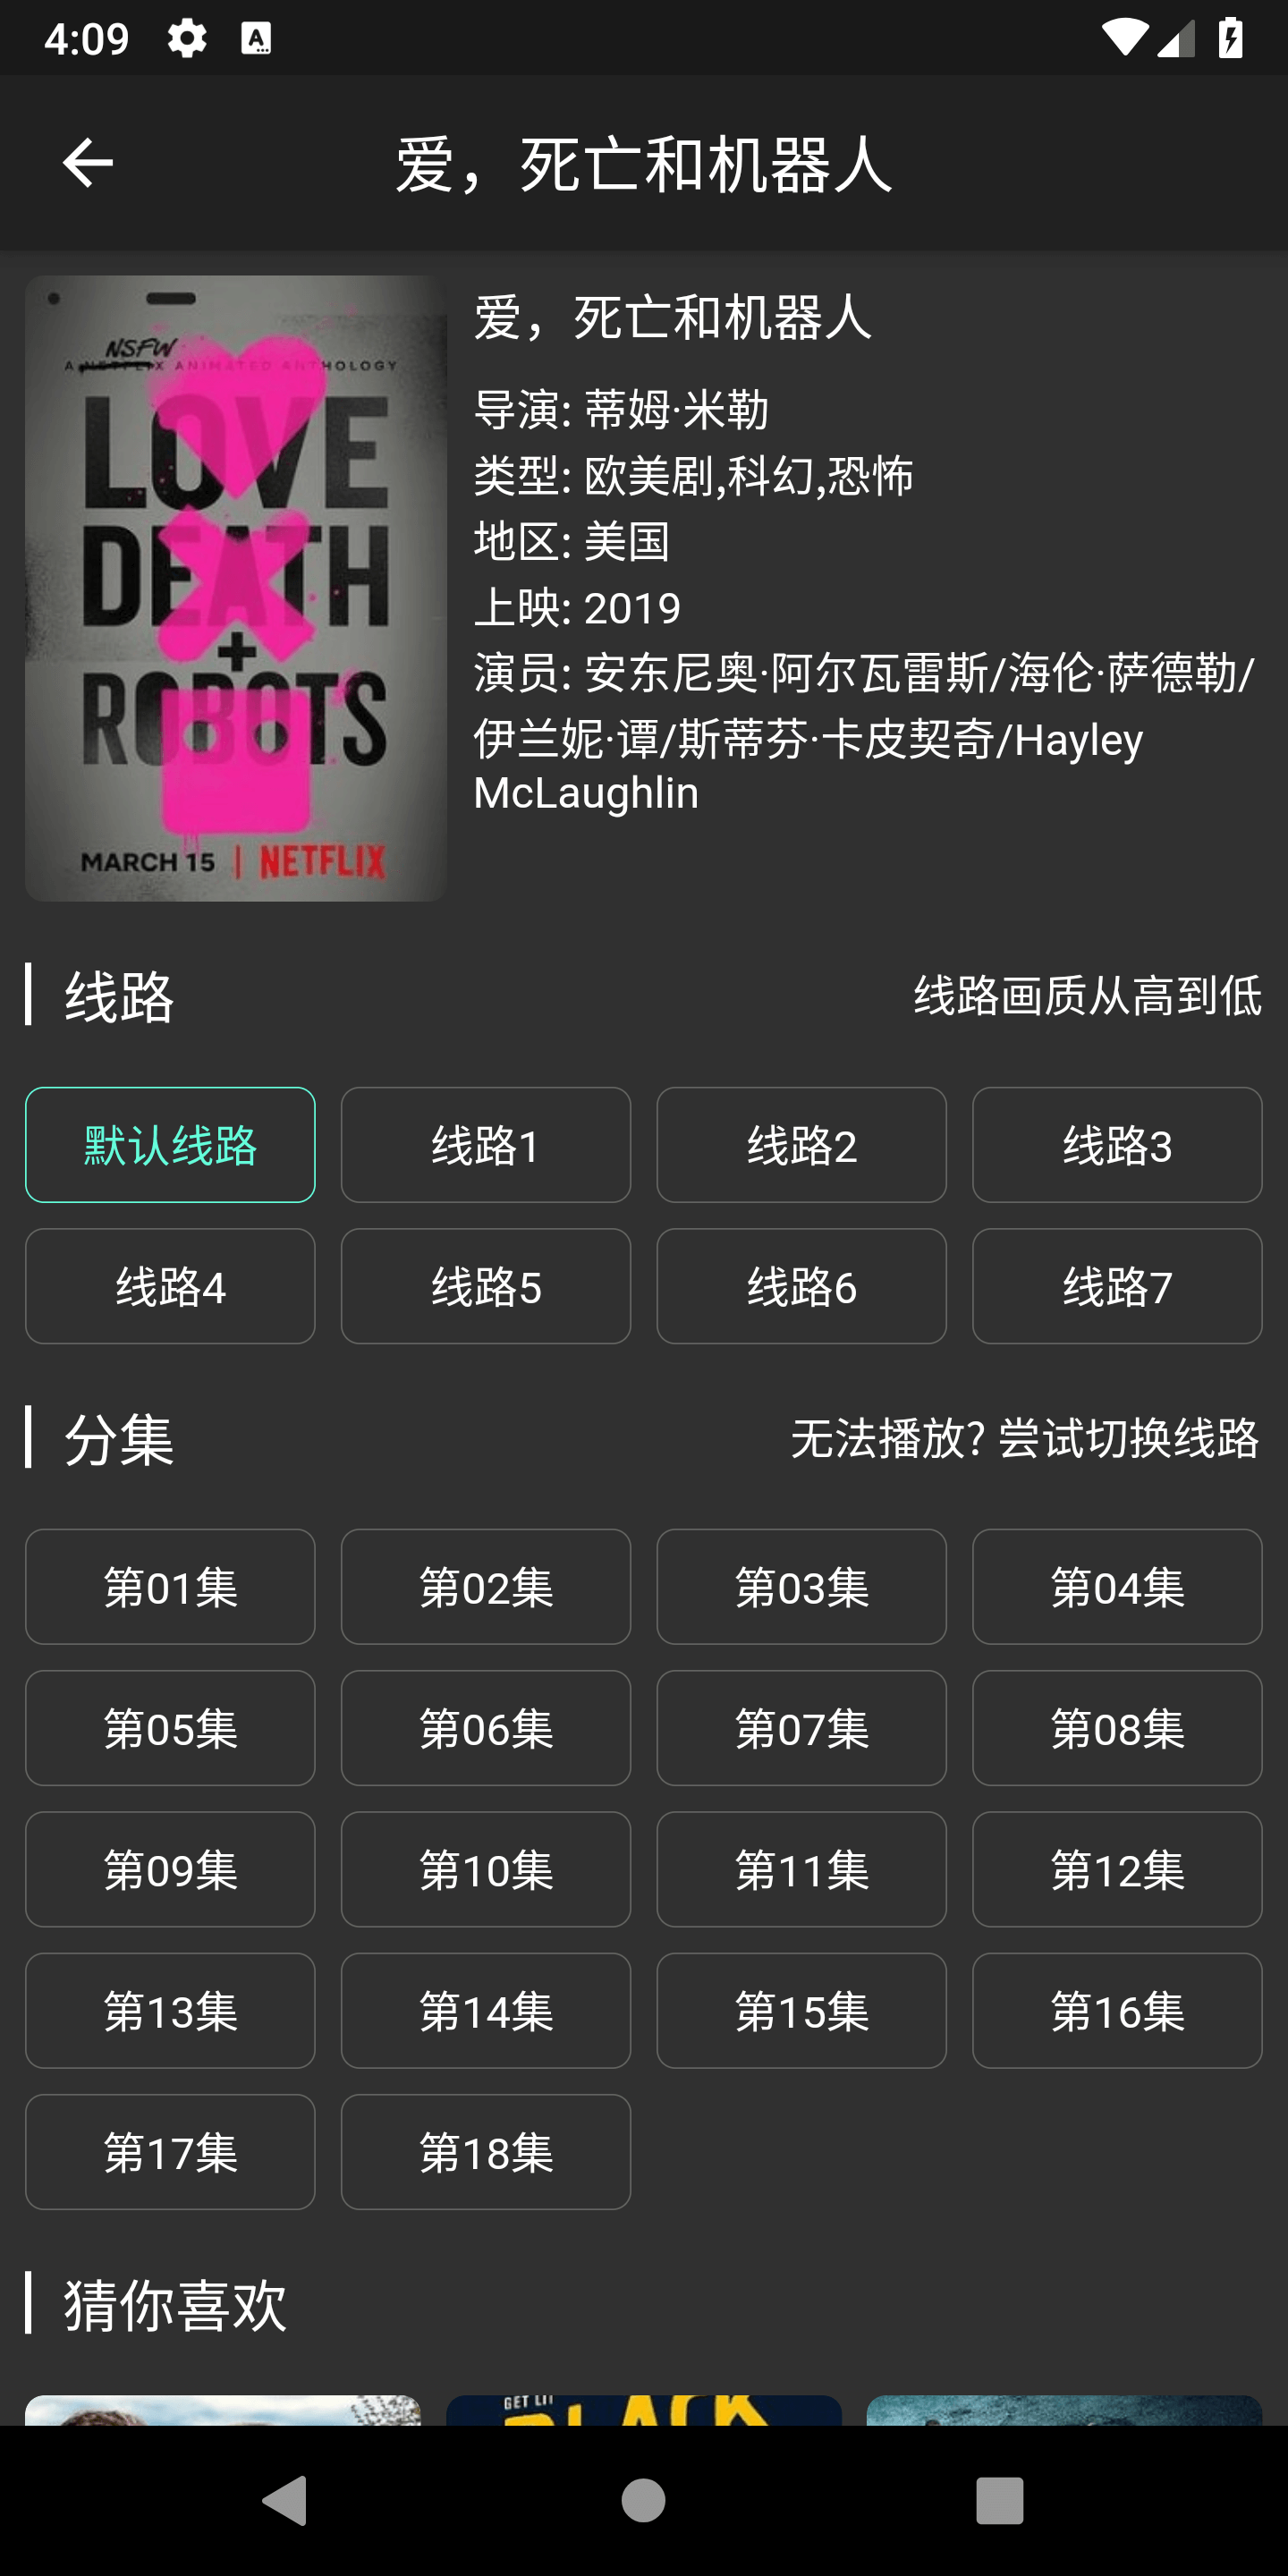 4:09
爱，死亡和机器人
NSFW
A NETFLIX ANIMATED ANTHOLOGY
LOVE
DEATH
+
ROBOTS
MARCH 15 | NETFLIX
爱，死亡和机器人
导演: 蒂姆·米勒
类型: 欧美剧,科幻,恐怖
地区: 美国
上映: 2019
演员: 安东尼奥·阿尔瓦雷斯/海伦·萨德勒/
伊兰妮·谭/斯蒂芬·卡皮契奇/Hayley
McLaughlin
线路 线路画质从高到低
默认线路 线路1 线路2 线路3
线路4 线路5 线路6 线路7
分集 无法播放? 尝试切换线路
第01集 第02集 第03集 第04集
第05集 第06集 第07集 第08集
第09集 第10集 第11集 第12集
第13集 第14集 第15集 第16集
第17集 第18集
猜你喜欢
GET LIT
BLACK